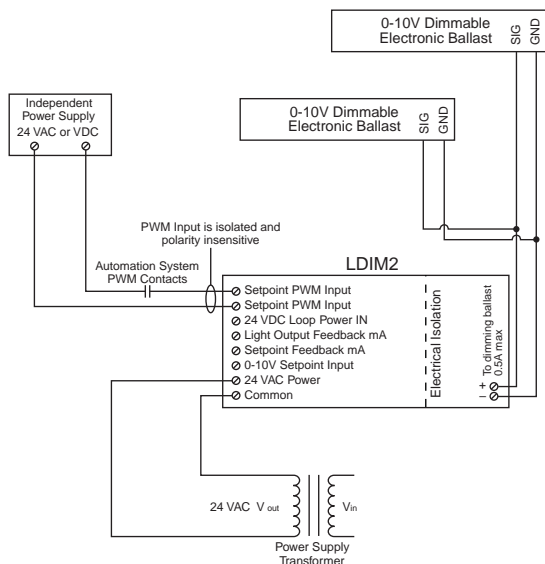 0-10V Dimmable
Electronic Ballast
SIG
GND
0-10V Dimmable
Electronic Ballast
SIG
GND
Independent
Power Supply
24 VAC or VDC
PWM Input is isolated and
polarity insensitive
Automation System
PWM Contacts
LDIM2
Setpoint PWM Input
Setpoint PWM Input
24 VDC Loop Power IN
Light Output Feedback mA
Setpoint Feedback mA
0-10V Setpoint Input
24 VAC Power
Common
Electrical Isolation
To dimming ballast
0.5A max
+
–
24 VAC V out
Vin
Power Supply
Transformer